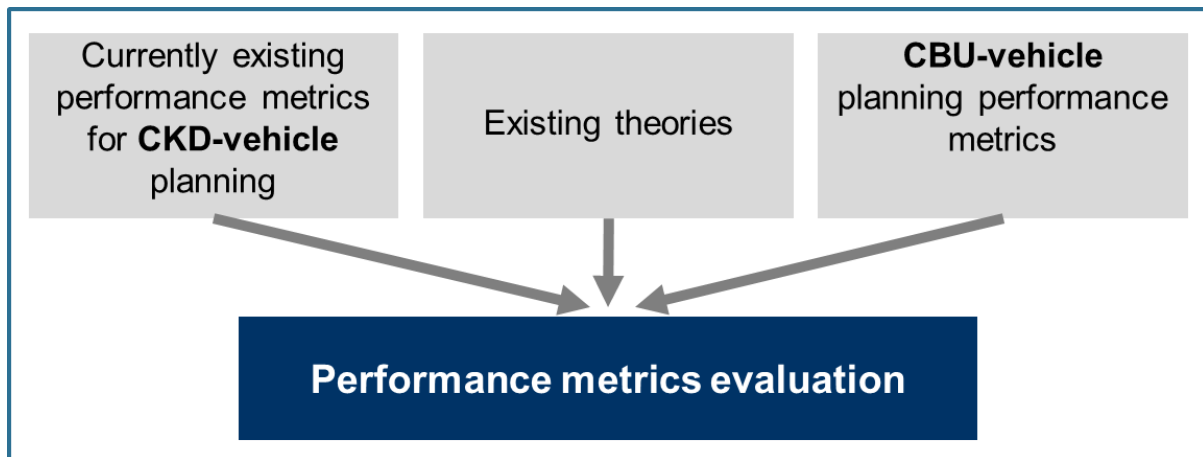 Currently existing
performance metrics
for CKD-vehicle
planning
Existing theories
CBU-vehicle
planning performance
metrics
Performance metrics evaluation